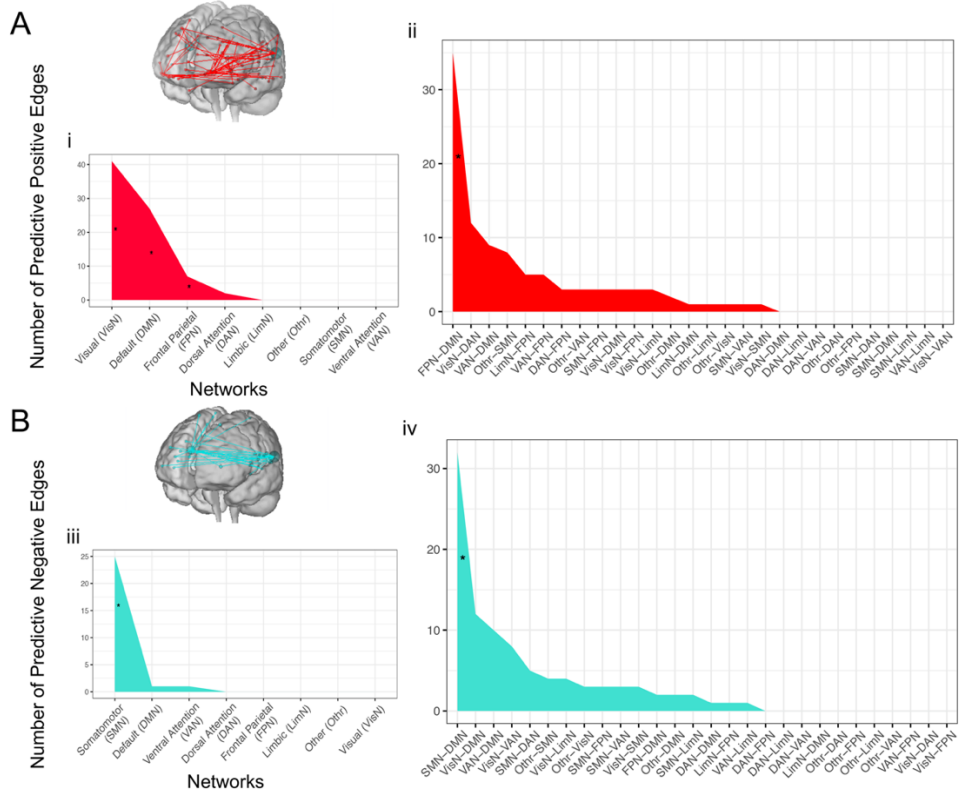 A
ii
Number of Predictive Positive Edges
30
20
10
0
*
FPN–DMN
VisN–DAN
VAN–DMN
Othr–SMN
LimN–FPN
VAN–FPN
DAN–FPN
Othr–VAN
SMN–FPN
VisN–DMN
VisN–FPN
VisN–LimN
Othr–DMN
LimN–DMN
Othr–LimN
Othr–VisN
SMN–VAN
VisN–SMN
DAN–DMN
DAN–LimN
DAN–VAN
Othr–DAN
Othr–FPN
SMN–DAN
SMN–DMN
SMN–LimN
VAN–LimN
VisN–VAN
i
40
30
20
10
0
*
*
*
Visual (VisN)
Default (DMN)
Frontal Parietal
(FPN)
Dorsal Attention
(DAN)
Limbic (LimN)
Other (Othr)
Somatomotor
(SMN)
Ventral Attention
(VAN)
Networks
B
iv
Number of Predictive Negative Edges
30
20
10
0
*
SMN–DMN
VisN–DMN
VAN–DMN
VisN–VAN
SMN–DAN
Othr–SMN
VisN–LimN
Othr–VisN
SMN–FPN
SMN–VAN
VisN–SMN
FPN–DMN
Othr–DMN
SMN–LimN
DAN–DMN
LimN–FPN
VAN–LimN
DAN–FPN
DAN–LimN
DAN–VAN
LimN–DMN
Othr–DAN
Othr–FPN
Othr–LimN
Othr–VAN
VAN–FPN
VisN–DAN
VisN–FPN
iii
25
20
15
10
5
0
*
Somatomotor
(SMN)
Default (DMN)
Ventral Attention
(VAN)
Dorsal Attention
(DAN)
Frontal Parietal
(FPN)
Limbic (LimN)
Other (Othr)
Visual (VisN)
Networks